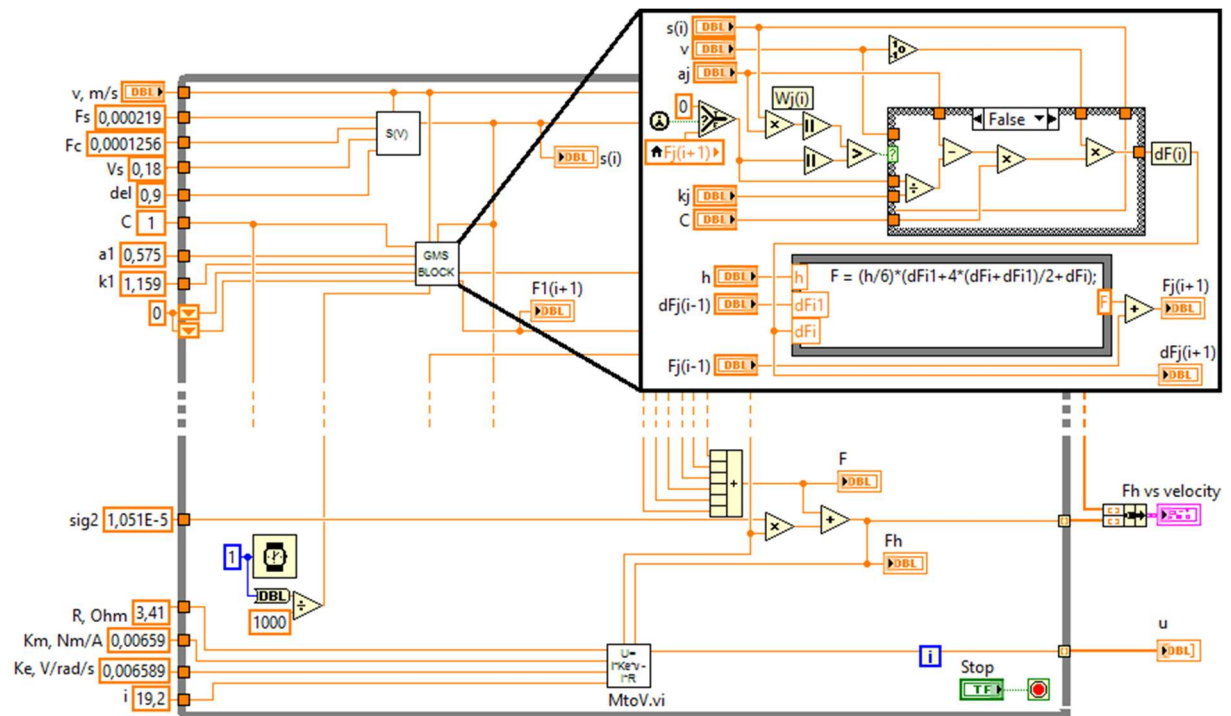 s(i) DBL
v DBL
aj DBL
0
Wj(i)
Fj(i+1)
False
dF(i)
kj DBL
C DBL
h DBL
h
F = (h/6)*(dFi1+4*(dFi+dFi1)/2+dFi);
dFj(i-1) DBL
dFi1
dFi
F
Fj(i+1)
DBL
Fj(i-1) DBL
dFj(i+1)
DBL
v, m/s DBL
Fs 0,000219
Fc 0,0001256
Vs 0,18
del 0,9
C 1
a1 0,575
k1 1,159
0
S(V)
DBL s(i)
GMS
BLOCK
F1(i+1)
DBL
F
DBL
sig2 1,051E-5
Fh
DBL
Fh vs velocity
1
DBL
1000
R, Ohm 3,41
Km, Nm/A 0,00659
Ke, V/rad/s 0,006589
i 19,2
U=
I*Ke*v-
I*R
MtoV.vi
i
Stop
TF
u
DBL